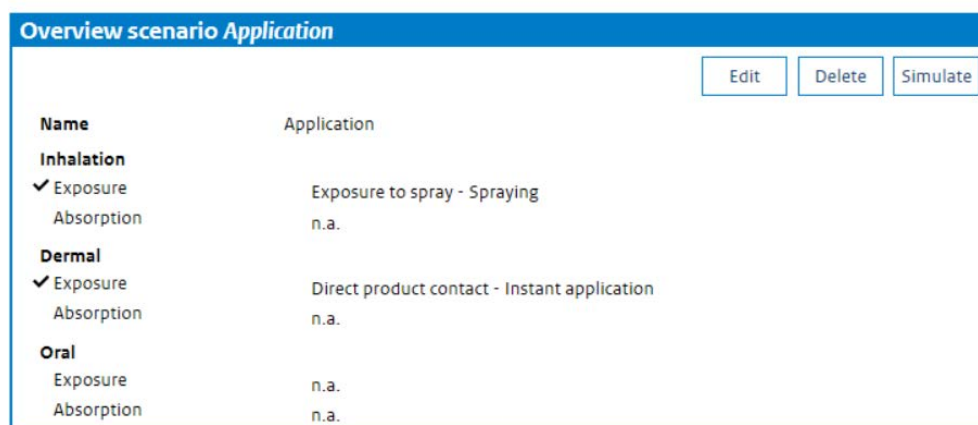 Overview scenario Application
Edit Delete Simulate
Name Application
Inhalation
Exposure Exposure to spray - Spraying
Absorption n.a.
Dermal
Exposure Direct product contact - Instant application
Absorption n.a.
Oral
Exposure n.a.
Absorption n.a.